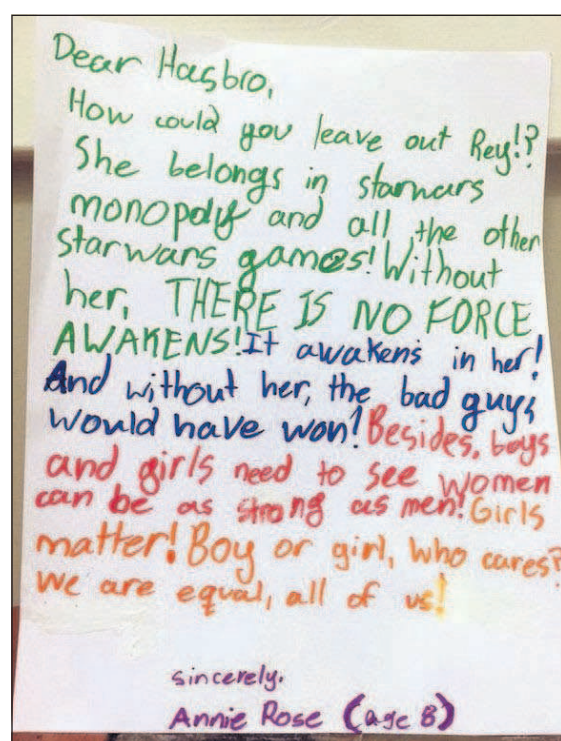 Dear Hasbro,
How could you leave out Rey!?
She belongs in starwars
monopoly and all the other
starwars games! Without
her, THERE IS NO FORCE
AWAKENS! It awakens in her!
And without her, the bad guys
would have won! Besides, boys
and girls need to see women
can be as strong as men! Girls
matter! Boy or girl, who cares?
We are equal, all of us!
sincerely.
Annie Rose (age 8)